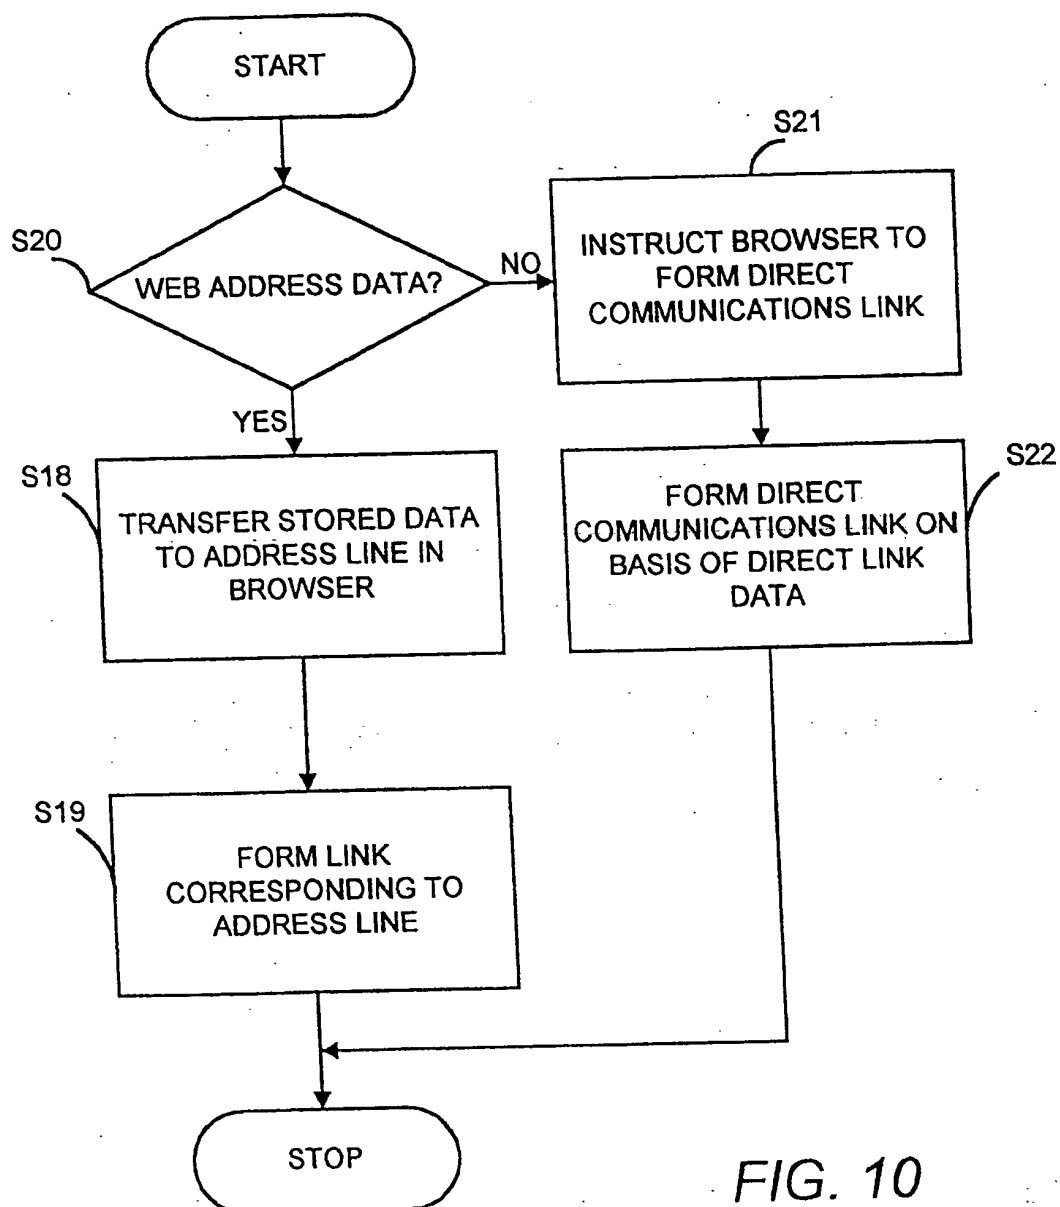 START
S21
S20
WEB ADDRESS DATA?
NO
INSTRUCT BROWSER TO
FORM DIRECT
COMMUNICATIONS LINK
YES
S18
TRANSFER STORED DATA
TO ADDRESS LINE IN
BROWSER
S22
FORM DIRECT
COMMUNICATIONS LINK ON
BASIS OF DIRECT LINK
DATA
S19
FORM LINK
CORRESPONDING TO
ADDRESS LINE
STOP
FIG. 10